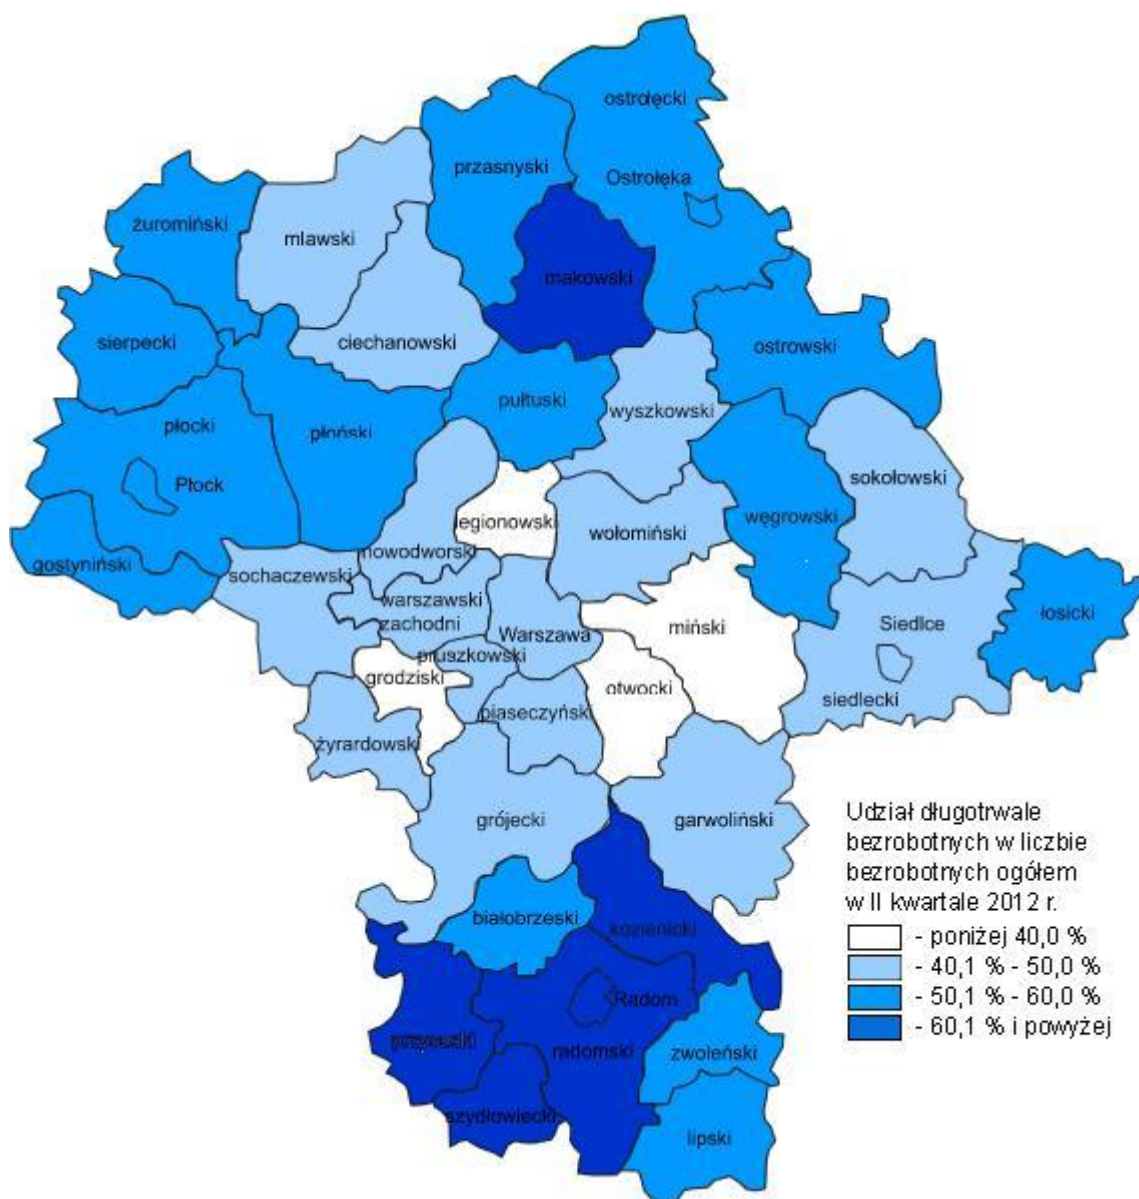 ostrołęcki
przasnyski
Ostrołęka
żuromiński
mlawski
makowski
sierpecki
ciechanowski
ostrowski
pułtuski
wyszkowski
płocki
płoński
sokołowski
Płock
legionowski
wołomiński
węgrowski
nowodworski
gostyniński
sochaczewski
warszawski
zachodni
Warszawa
miński
Siedlce
łosicki
pruszkowski
grodziski
otwocki
siedlecki
piaseczyński
żyrardowski
grójecki
garwoliński
białobrzeski
kozienicki
Radom
przysuski
radomski
zwoleński
szydłowiecki
lipski
Udział długotrwale
bezrobotnych w liczbie
bezrobotnych ogółem
w II kwartale 2012 r.
- poniżej 40,0 %
- 40,1 % - 50,0 %
- 50,1 % - 60,0 %
- 60,1 % i powyżej